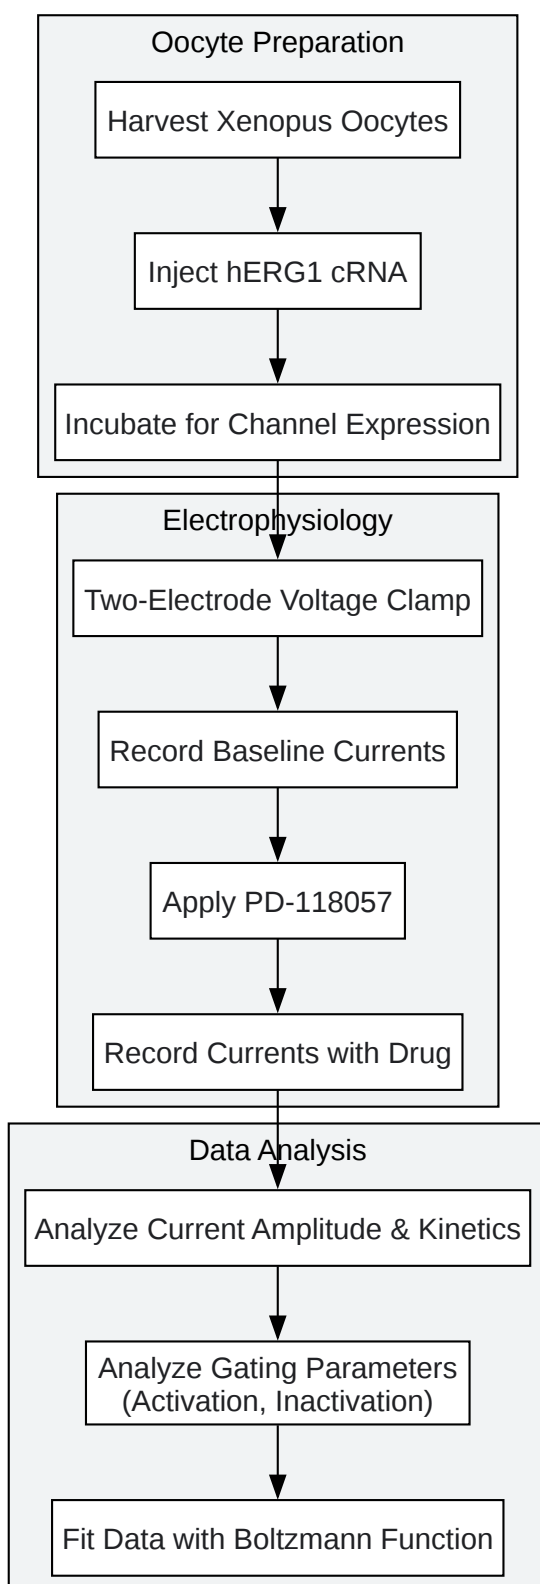 Oocyte Preparation
Harvest Xenopus Oocytes
Inject hERG1 cRNA
Incubate for Channel Expression
Electrophysiology
Two-Electrode Voltage Clamp
Record Baseline Currents
Apply PD-118057
Record Currents with Drug
Data Analysis
Analyze Current Amplitude & Kinetics
Analyze Gating Parameters
(Activation, Inactivation)
Fit Data with Boltzmann Function